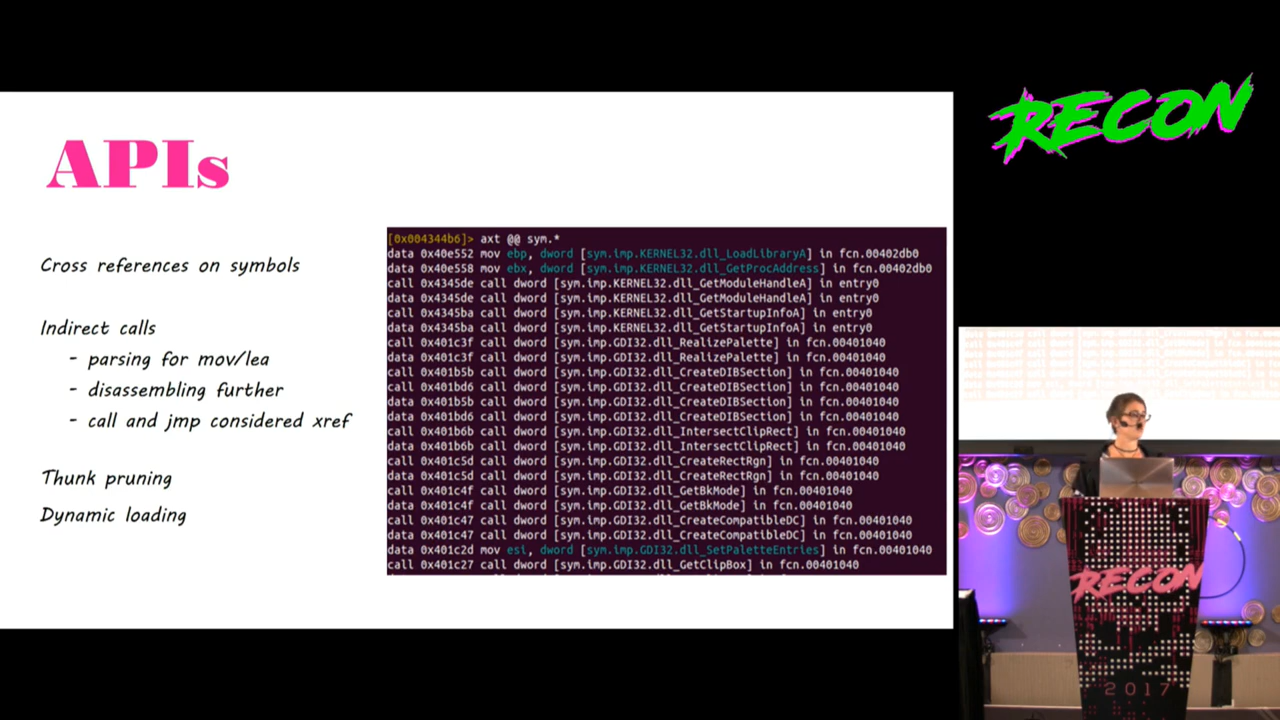 APIs
Cross references on symbols
Indirect calls
- parsing for mov/lea
- disassembling further
- call and jmp considered xref
Thunk pruning
Dynamic loading
[0x004344b6]> axt @@ sym.*
data 0x40e552 mov ebp, dword [sym.imp.KERNEL32.dll_LoadLibraryA] in fcn.00402db0
data 0x40e558 mov ebx, dword [sym.imp.KERNEL32.dll_GetProcAddress] in fcn.00402db0
call 0x4345de call dword [sym.imp.KERNEL32.dll_GetModuleHandleA] in entry0
data 0x4345de call dword [sym.imp.KERNEL32.dll_GetModuleHandleA] in entry0
call 0x4345ba call dword [sym.imp.KERNEL32.dll_GetStartupInfoA] in entry0
data 0x4345ba call dword [sym.imp.KERNEL32.dll_GetStartupInfoA] in entry0
call 0x401c3f call dword [sym.imp.GDI32.dll_RealizePalette] in fcn.00401040
data 0x401c3f call dword [sym.imp.GDI32.dll_RealizePalette] in fcn.00401040
call 0x401b5b call dword [sym.imp.GDI32.dll_CreateDIBSection] in fcn.00401040
call 0x401bd6 call dword [sym.imp.GDI32.dll_CreateDIBSection] in fcn.00401040
data 0x401b5b call dword [sym.imp.GDI32.dll_CreateDIBSection] in fcn.00401040
data 0x401bd6 call dword [sym.imp.GDI32.dll_CreateDIBSection] in fcn.00401040
call 0x401b6b call dword [sym.imp.GDI32.dll_IntersectClipRect] in fcn.00401040
data 0x401b6b call dword [sym.imp.GDI32.dll_IntersectClipRect] in fcn.00401040
call 0x401c5d call dword [sym.imp.GDI32.dll_CreateRectRgn] in fcn.00401040
data 0x401c5d call dword [sym.imp.GDI32.dll_CreateRectRgn] in fcn.00401040
call 0x401c4f call dword [sym.imp.GDI32.dll_GetBkMode] in fcn.00401040
data 0x401c4f call dword [sym.imp.GDI32.dll_GetBkMode] in fcn.00401040
call 0x401c47 call dword [sym.imp.GDI32.dll_CreateCompatibleDC] in fcn.00401040
data 0x401c47 call dword [sym.imp.GDI32.dll_CreateCompatibleDC] in fcn.00401040
data 0x401c2d mov esi, dword [sym.imp.GDI32.dll_SetPaletteEntries] in fcn.00401040
call 0x401c27 call dword [sym.imp.GDI32.dll_GetClipBox] in fcn.00401040
RECON
RECON
2017